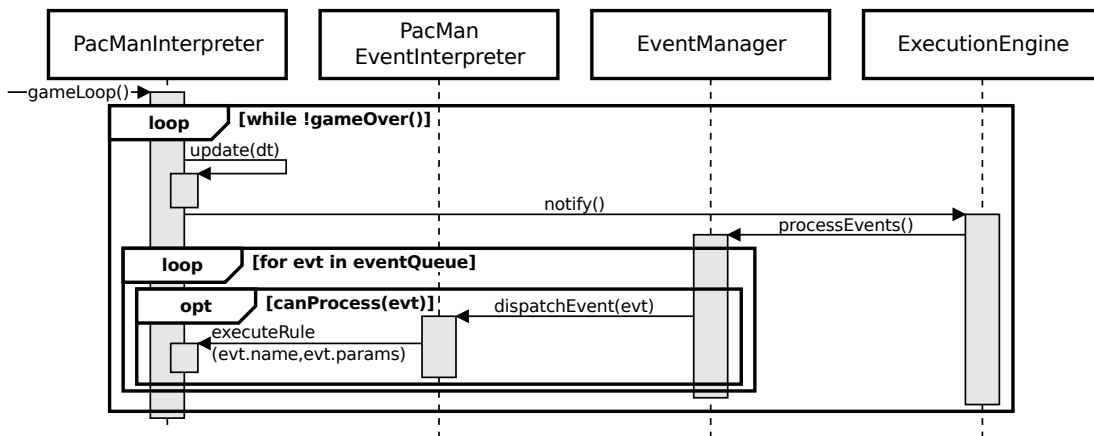 PacManInterpreter
PacMan
EventInterpreter
EventManager
ExecutionEngine
gameLoop()
loop
[while !gameOver()]
update(dt)
notify()
processEvents()
loop
[for evt in eventQueue]
opt
[canProcess(evt)]
dispatchEvent(evt)
executeRule
(evt.name,evt.params)